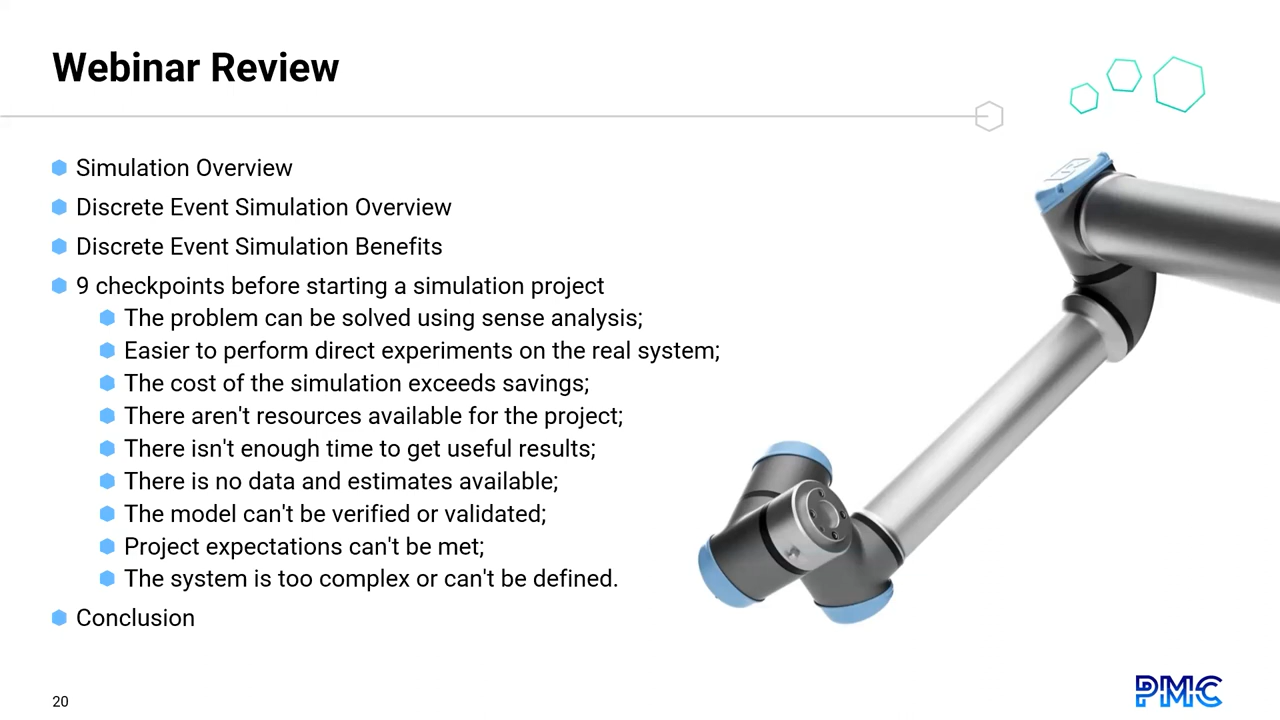 Webinar Review
Simulation Overview
Discrete Event Simulation Overview
Discrete Event Simulation Benefits
9 checkpoints before starting a simulation project
The problem can be solved using sense analysis;
Easier to perform direct experiments on the real system;
The cost of the simulation exceeds savings;
There aren't resources available for the project;
There isn't enough time to get useful results;
There is no data and estimates available;
The model can't be verified or validated;
Project expectations can't be met;
The system is too complex or can't be defined.
Conclusion
20
PMC